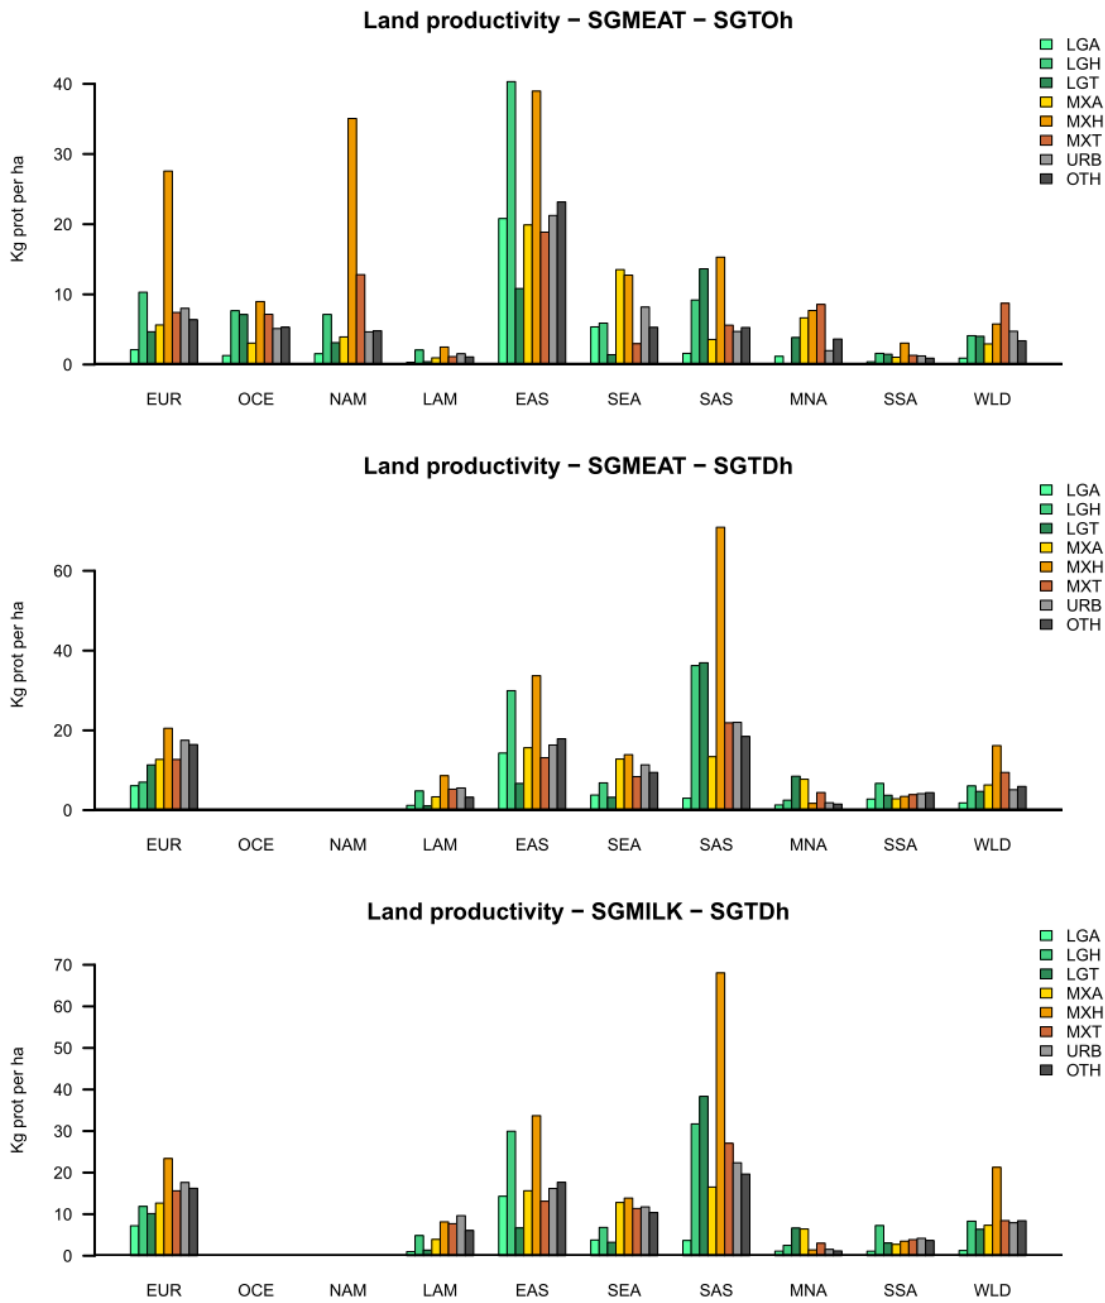 Land productivity − SGMEAT − SGTOh
LGA
LGH
LGT
MXA
MXH
MXT
URB
OTH
Kg prot per ha
40
30
20
10
0
EUR OCE NAM LAM EAS SEA SAS MNA SSA WLD
Land productivity − SGMEAT − SGTDh
LGA
LGH
LGT
MXA
MXH
MXT
URB
OTH
Kg prot per ha
60
40
20
0
EUR OCE NAM LAM EAS SEA SAS MNA SSA WLD
Land productivity − SGMILK − SGTDh
LGA
LGH
LGT
MXA
MXH
MXT
URB
OTH
Kg prot per ha
70
60
50
40
30
20
10
0
EUR OCE NAM LAM EAS SEA SAS MNA SSA WLD